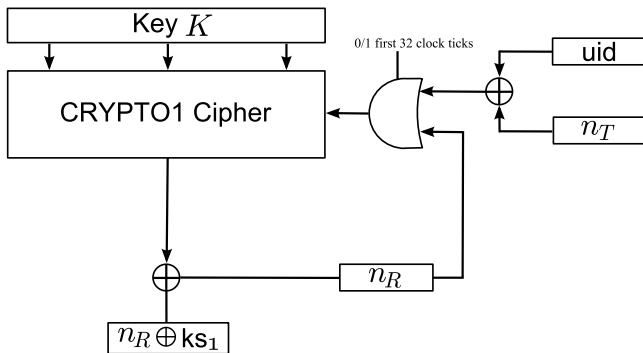 Key K
0/1 first 32 clock ticks
uid
CRYPTO1 Cipher
n_T
n_R
n_R ⊕ ks₁